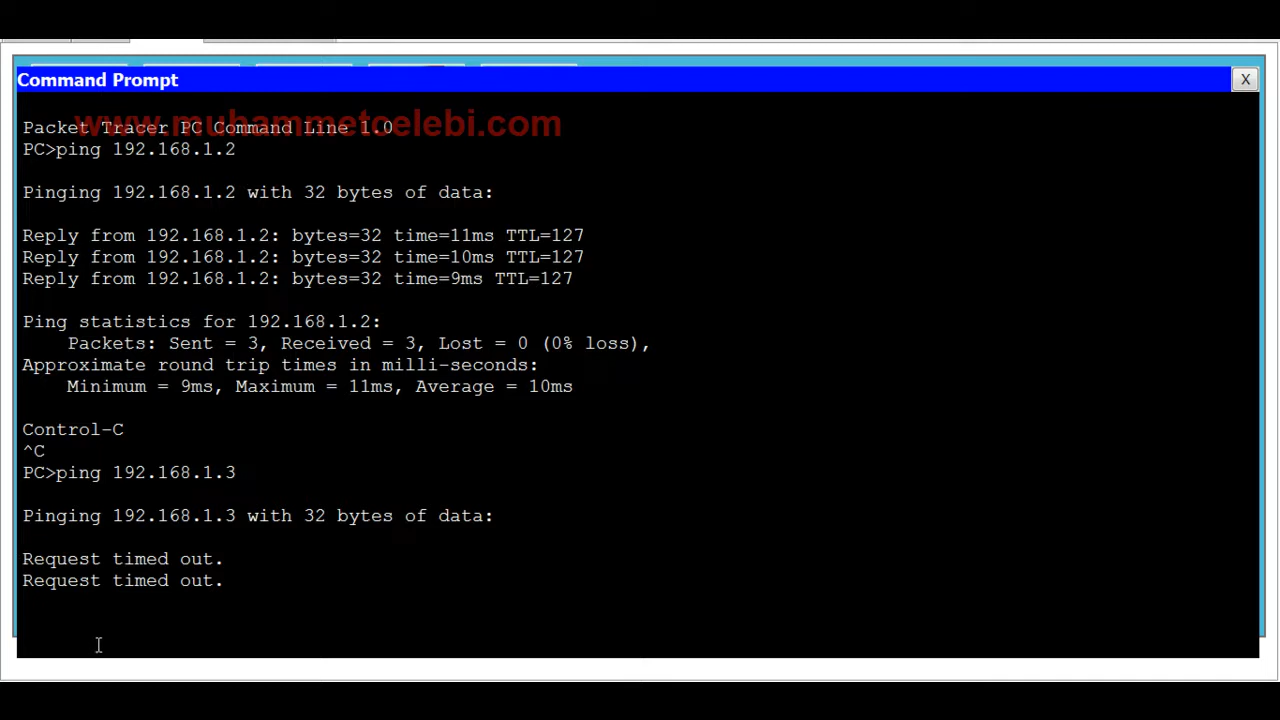 Command Prompt
X
www.muhammetcelebi.com
Packet Tracer PC Command Line 1.0
PC>ping 192.168.1.2
Pinging 192.168.1.2 with 32 bytes of data:
Reply from 192.168.1.2: bytes=32 time=11ms TTL=127
Reply from 192.168.1.2: bytes=32 time=10ms TTL=127
Reply from 192.168.1.2: bytes=32 time=9ms TTL=127
Ping statistics for 192.168.1.2:
Packets: Sent = 3, Received = 3, Lost = 0 (0% loss),
Approximate round trip times in milli-seconds:
Minimum = 9ms, Maximum = 11ms, Average = 10ms
Control-C
^C
PC>ping 192.168.1.3
Pinging 192.168.1.3 with 32 bytes of data:
Request timed out.
Request timed out.